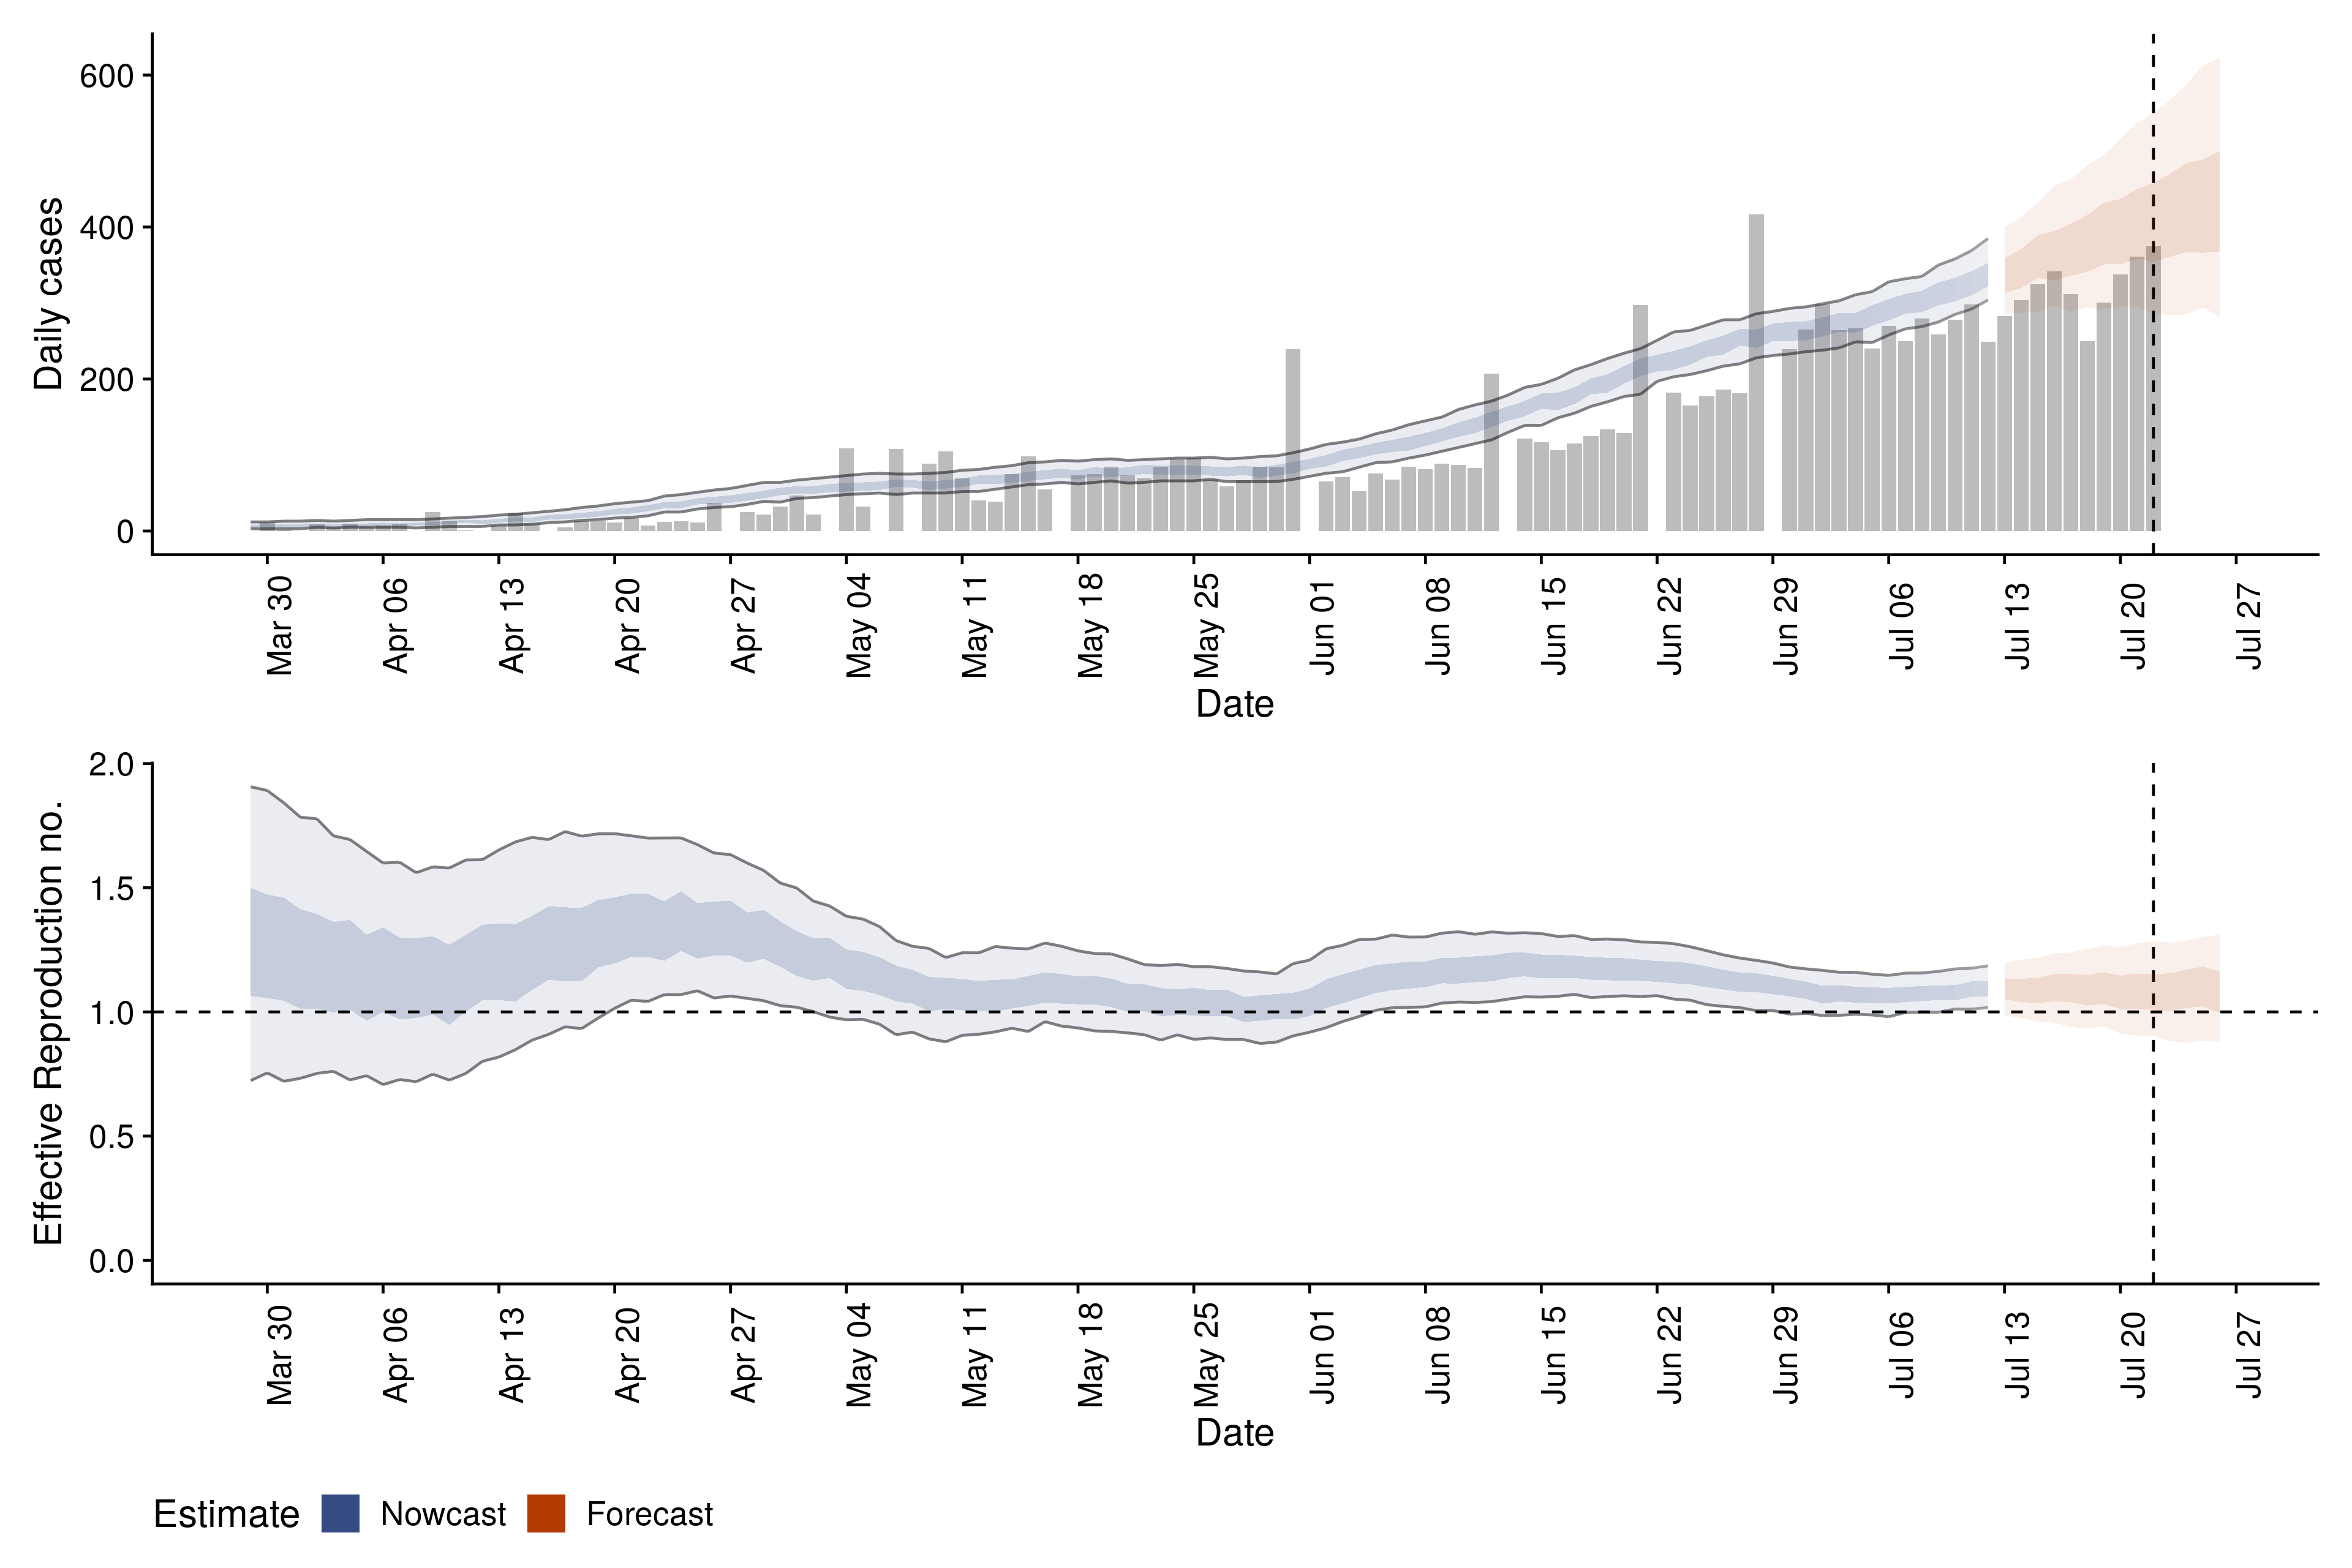 Daily cases
600
400
200
0
Mar 30 Apr 06 Apr 13 Apr 20 Apr 27 May 04 May 11 May 18 May 25 Jun 01 Jun 08 Jun 15 Jun 22 Jun 29 Jul 06 Jul 13 Jul 20 Jul 27
Date
Effective Reproduction no.
2.0
1.5
1.0
0.5
0.0
Mar 30 Apr 06 Apr 13 Apr 20 Apr 27 May 04 May 11 May 18 May 25 Jun 01 Jun 08 Jun 15 Jun 22 Jun 29 Jul 06 Jul 13 Jul 20 Jul 27
Date
Estimate Nowcast Forecast